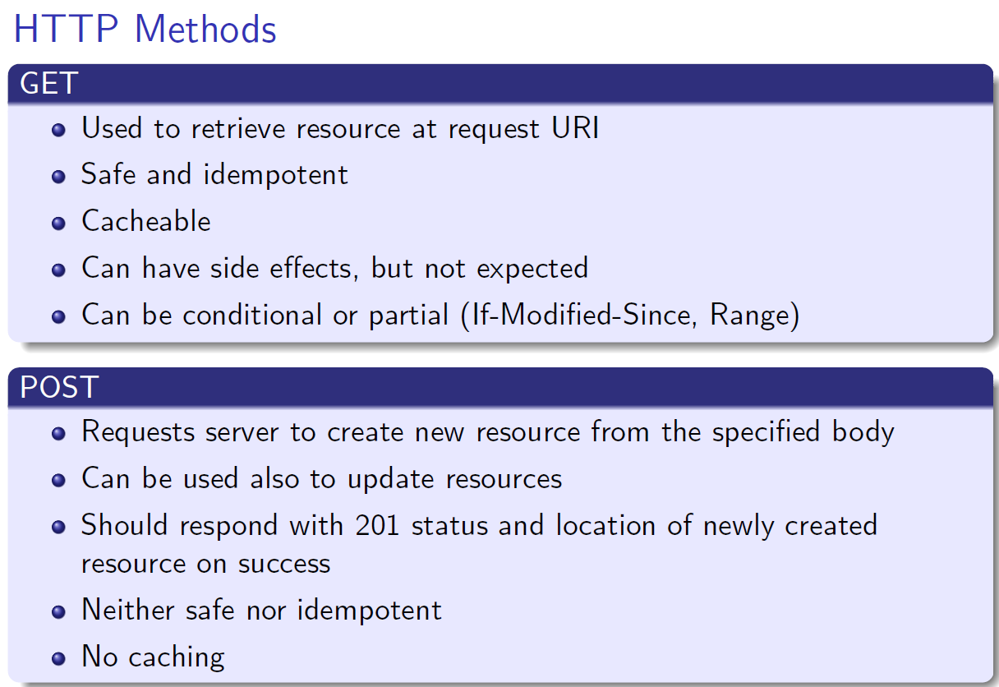 HTTP Methods
GET
Used to retrieve resource at request URI
Safe and idempotent
Cacheable
Can have side effects, but not expected
Can be conditional or partial (If-Modified-Since, Range)
POST
Requests server to create new resource from the specified body
Can be used also to update resources
Should respond with 201 status and location of newly created
resource on success
Neither safe nor idempotent
No caching